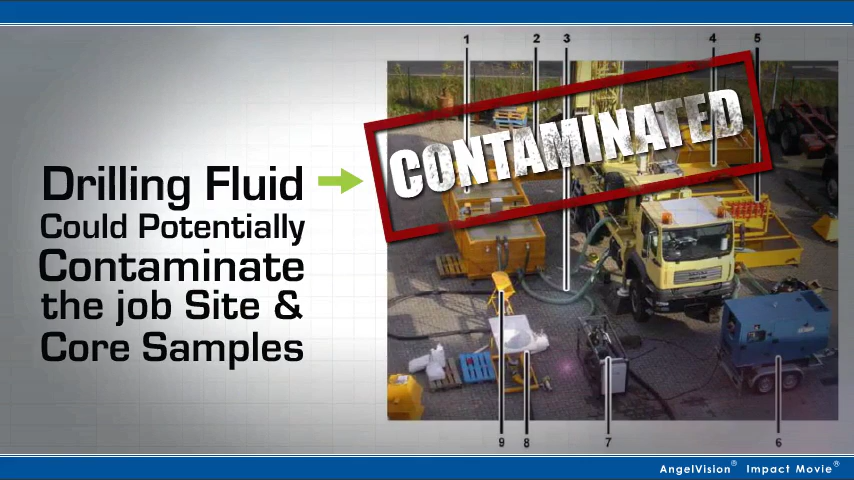 1 2 3 4 5
CONTAMINATED
Drilling Fluid
Could Potentially
Contaminate
the job Site &
Core Samples
9 8 7 6
AngelVision® Impact Movie®